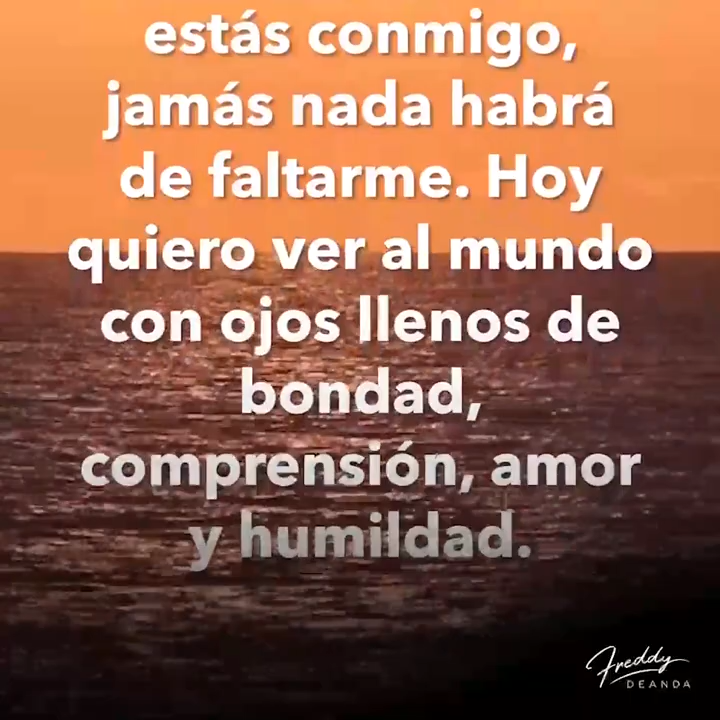 estás conmigo,
jamás nada habrá
de faltarme. Hoy
quiero ver al mundo
con ojos llenos de
bondad,
comprensión, amor
y humildad.
Freddy
DEANDA